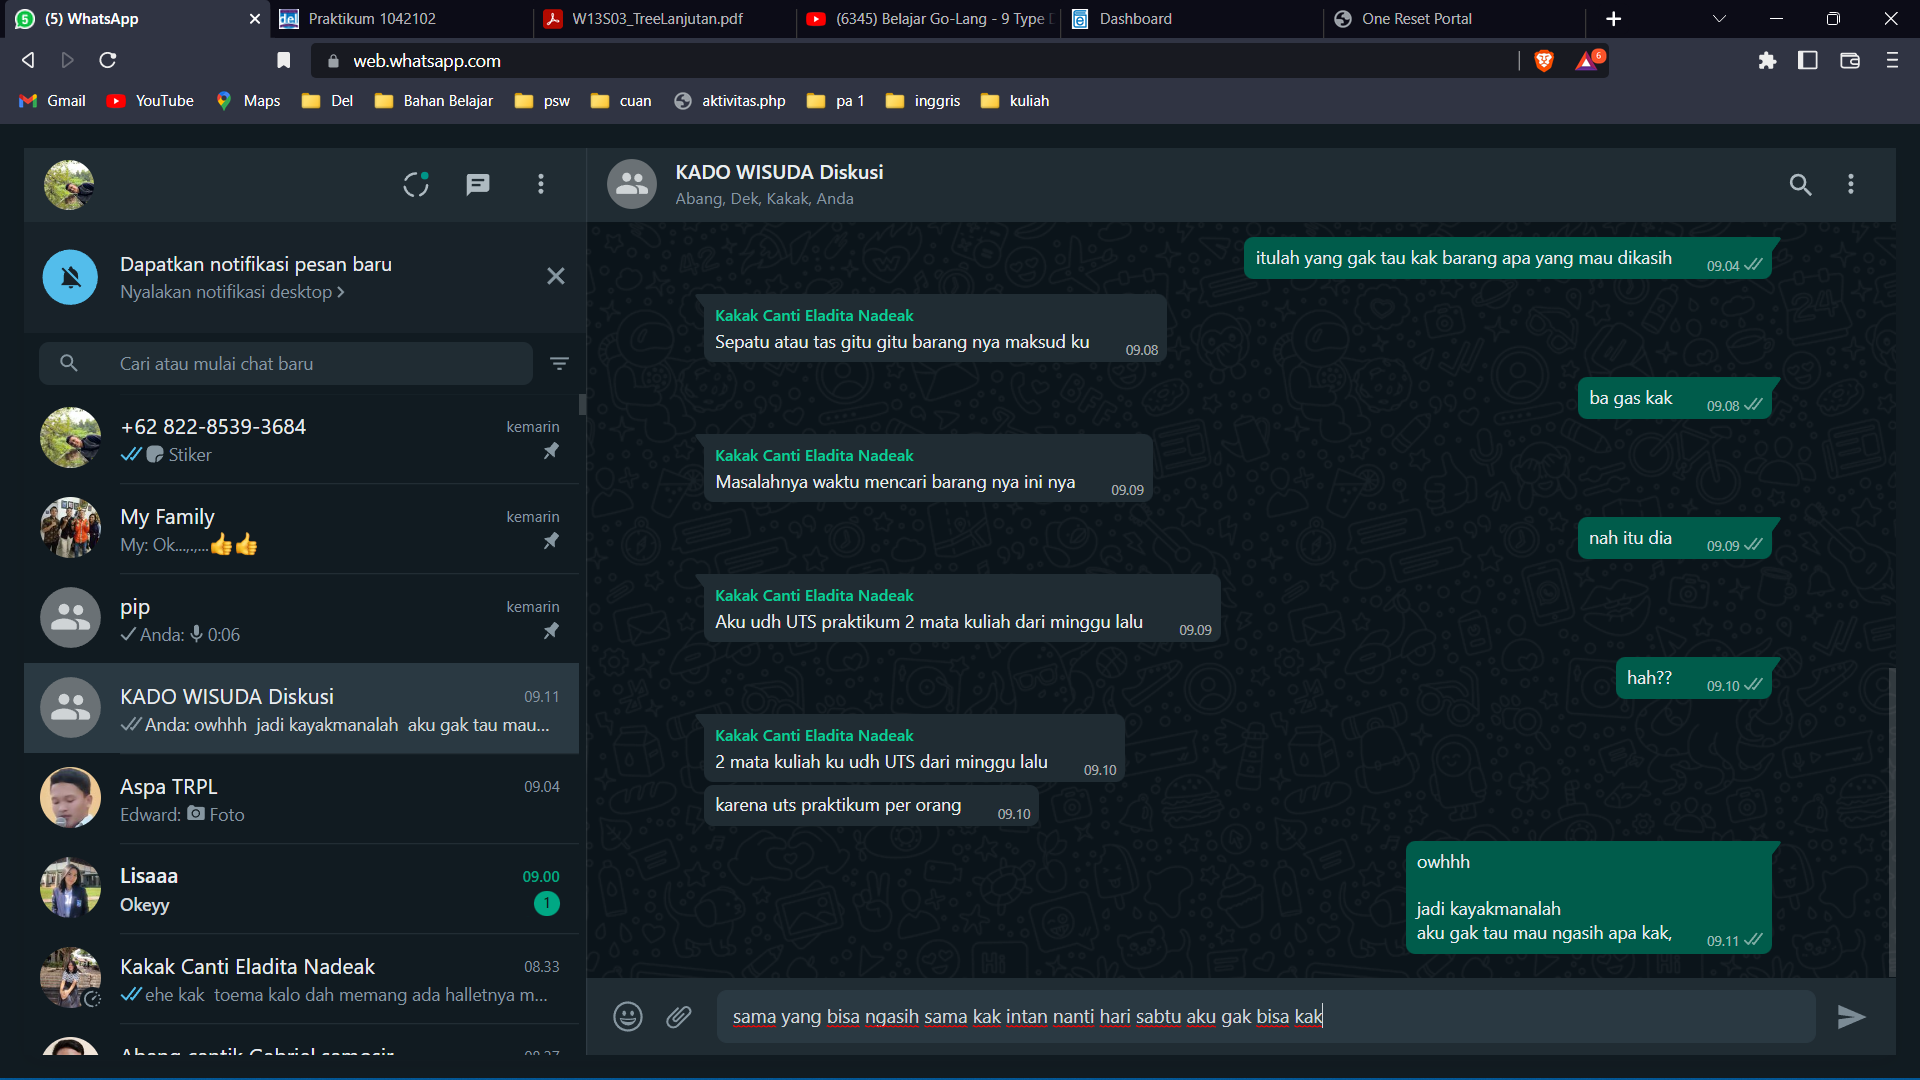 (5) WhatsApp
Praktikum 1042102
W13S03_TreeLanjutan.pdf
(6345) Belajar Go-Lang - 9 Type D
Dashboard
One Reset Portal
web.whatsapp.com
6
Gmail
YouTube
Maps
Del
Bahan Belajar
psw
cuan
aktivitas.php
pa 1
inggris
kuliah
Dapatkan notifikasi pesan baru
Nyalakan notifikasi desktop >
Cari atau mulai chat baru
+62 822-8539-3684
kemarin
Stiker
My Family
kemarin
My: Ok...,.,...👍👍
pip
kemarin
Anda: 0:06
KADO WISUDA Diskusi
09.11
Anda: owhhh jadi kayakmanalah aku gak tau mau...
Aspa TRPL
09.04
Edward: Foto
Lisaaa
09.00
Okeyy
1
Kakak Canti Eladita Nadeak
08.33
ehe kak toema kalo dah memang ada halletnya m...
KADO WISUDA Diskusi
Abang, Dek, Kakak, Anda
itulah yang gak tau kak barang apa yang mau dikasih
09.04
Kakak Canti Eladita Nadeak
Sepatu atau tas gitu gitu barang nya maksud ku
09.08
ba gas kak
09.08
Kakak Canti Eladita Nadeak
Masalahnya waktu mencari barang nya ini nya
09.09
nah itu dia
09.09
Kakak Canti Eladita Nadeak
Aku udh UTS praktikum 2 mata kuliah dari minggu lalu
09.09
hah??
09.10
Kakak Canti Eladita Nadeak
2 mata kuliah ku udh UTS dari minggu lalu
09.10
karena uts praktikum per orang
09.10
owhhh
jadi kayakmanalah
aku gak tau mau ngasih apa kak,
09.11
sama yang bisa ngasih sama kak intan nanti hari sabtu aku gak bisa kak